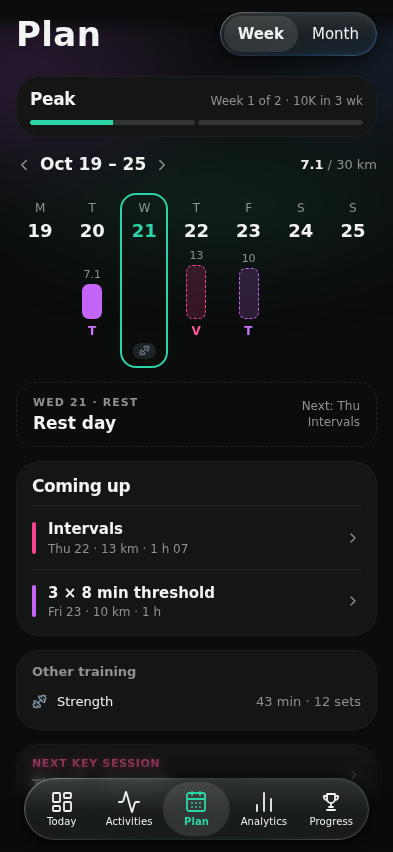 Plan
Week Month
Peak
Week 1 of 2 · 10K in 3 wk
Oct 19 – 25
7.1 / 30 km
M T W T F S S
19 20 21 22 23 24 25
7.1 13 10
T V T
WED 21 · REST
Rest day
Next: Thu
Intervals
Coming up
Intervals
Thu 22 · 13 km · 1 h 07
3 × 8 min threshold
Fri 23 · 10 km · 1 h
Other training
Strength
43 min · 12 sets
NEXT KEY SESSION
Today Activities Plan Analytics Progress